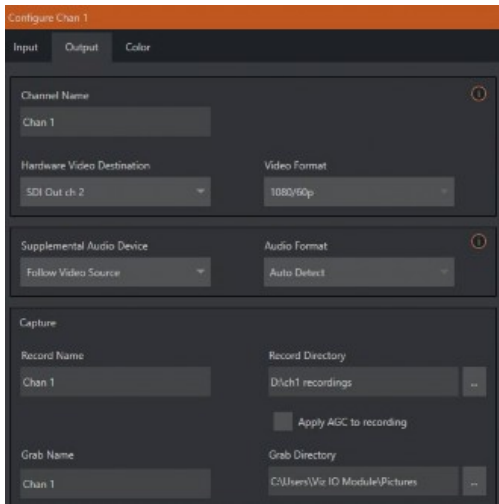 Configure Chan 1
Input Output Color
Channel Name
Chan 1
Hardware Video Destination Video Format
SDI Out ch 2 1080/60p
Supplemental Audio Device Audio Format
Follow Video Source Auto Detect
Capture
Record Name Record Directory
Chan 1 D:\ch1 recordings ...
Apply AGC to recording
Grab Name Grab Directory
Chan 1 C:\Users\Viz IO Module\Pictures ...